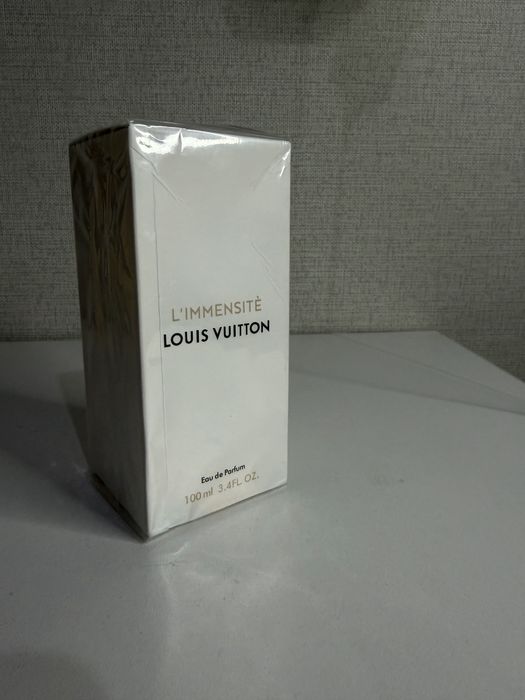 L'IMMENSITÈ
LOUIS VUITTON
Eau de Parfum
100 ml 3.4FL OZ.